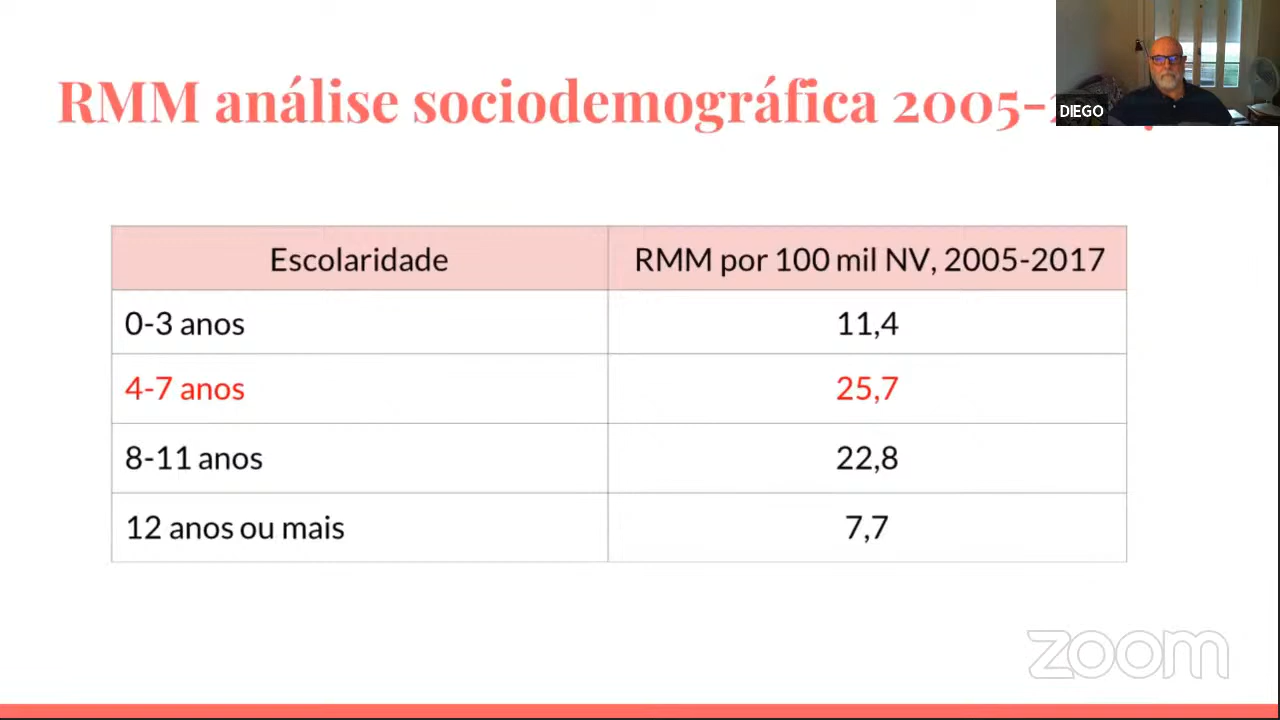 RMM análise sociodemográfica 2005-
DIEGO
Escolaridade RMM por 100 mil NV, 2005-2017
0-3 anos 11,4
4-7 anos 25,7
8-11 anos 22,8
12 anos ou mais 7,7
zoom